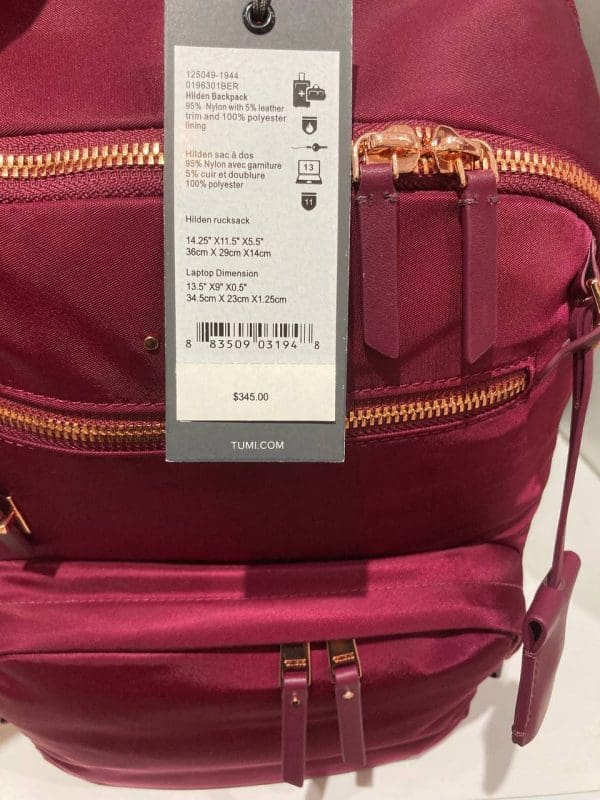 125049-1944
0196301BER
Hilden Backpack
95% Nylon with 5% leather
trim and 100% polyester
lining
Hilden sac à dos
95% Nylon avec garniture
5% cuir et doublure
100% polyester
13
11
Hilden rucksack
14.25" X11.5" X5.5"
36cm X 29cm X14cm
Laptop Dimension
13.5" X9" X0.5"
34.5cm X 23cm X1.25cm
8 83509 03194 8
$345.00
TUMI.COM